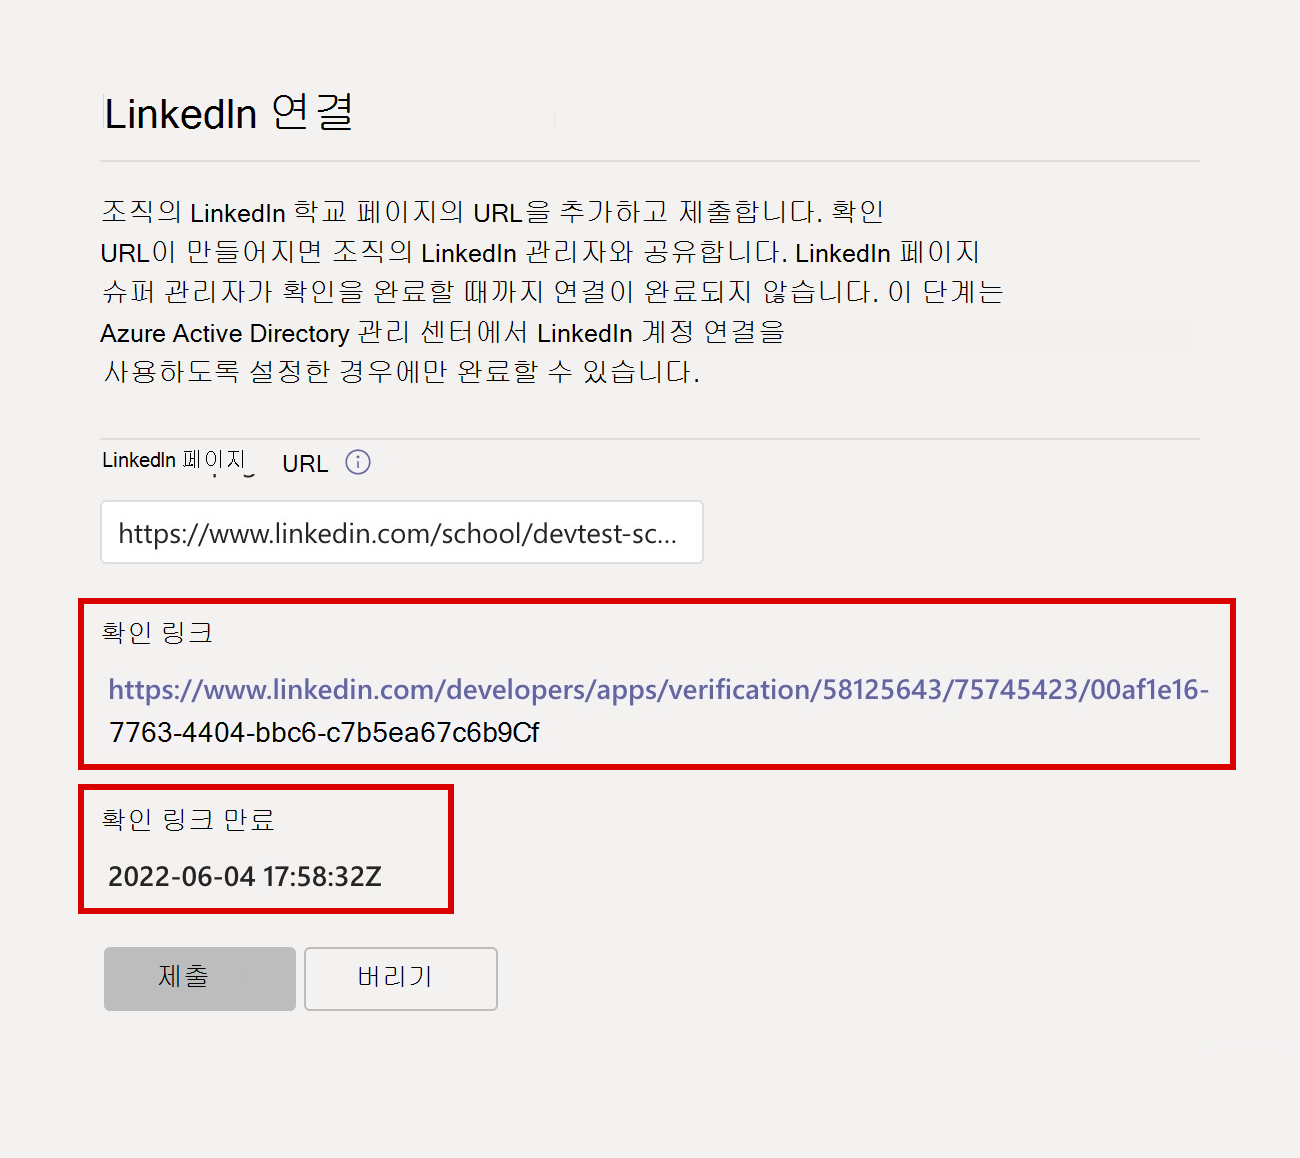 LinkedIn 연결
조직의 LinkedIn 학교 페이지의 URL을 추가하고 제출합니다. 확인
URL이 만들어지면 조직의 LinkedIn 관리자와 공유합니다. LinkedIn 페이지
슈퍼 관리자가 확인을 완료할 때까지 연결이 완료되지 않습니다. 이 단계는
Azure Active Directory 관리 센터에서 LinkedIn 계정 연결을
사용하도록 설정한 경우에만 완료할 수 있습니다.
LinkedIn 페이지 URL
https://www.linkedin.com/school/devtest-sc...
확인 링크
https://www.linkedin.com/developers/apps/verification/58125643/75745423/00af1e16-
7763-4404-bbc6-c7b5ea67c6b9Cf
확인 링크 만료
2022-06-04 17:58:32Z
제출 버리기